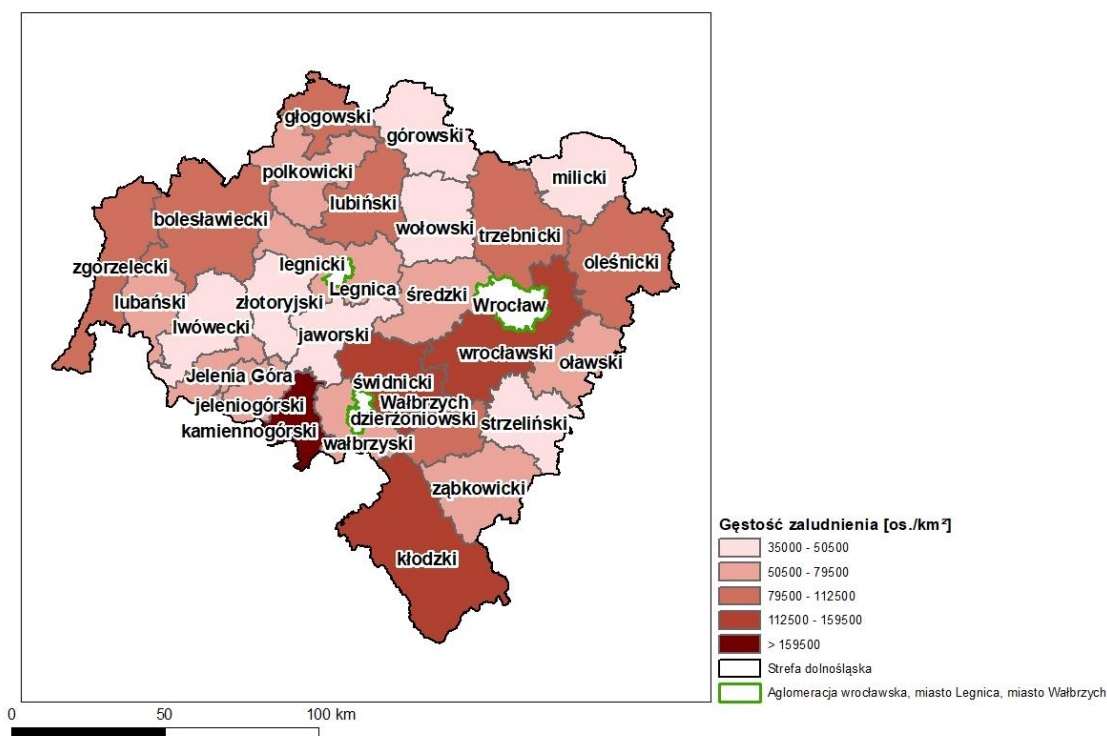 głogowski
górowski
polkowicki
milicki
lubiński
bolesławiecki
wołowski
trzebnicki
oleśnicki
zgorzelecki
legnicki
Legnica
lubański
złotoryjski
średzki
Wrocław
lwówecki
jaworski
wrocławski
oławski
Jelenia Góra
świdnicki
jeleniogórski
Wałbrzych
dzierżoniowski
strzeliński
kamiennogórski
wałbrzyski
ząbkowicki
kłodzki
Gęstość zaludnienia [os./km²]
35000 - 50500
50500 - 79500
79500 - 112500
112500 - 159500
> 159500
Strefa dolnośląska
Aglomeracja wrocławska, miasto Legnica, miasto Wałbrzych
0 50 100 km